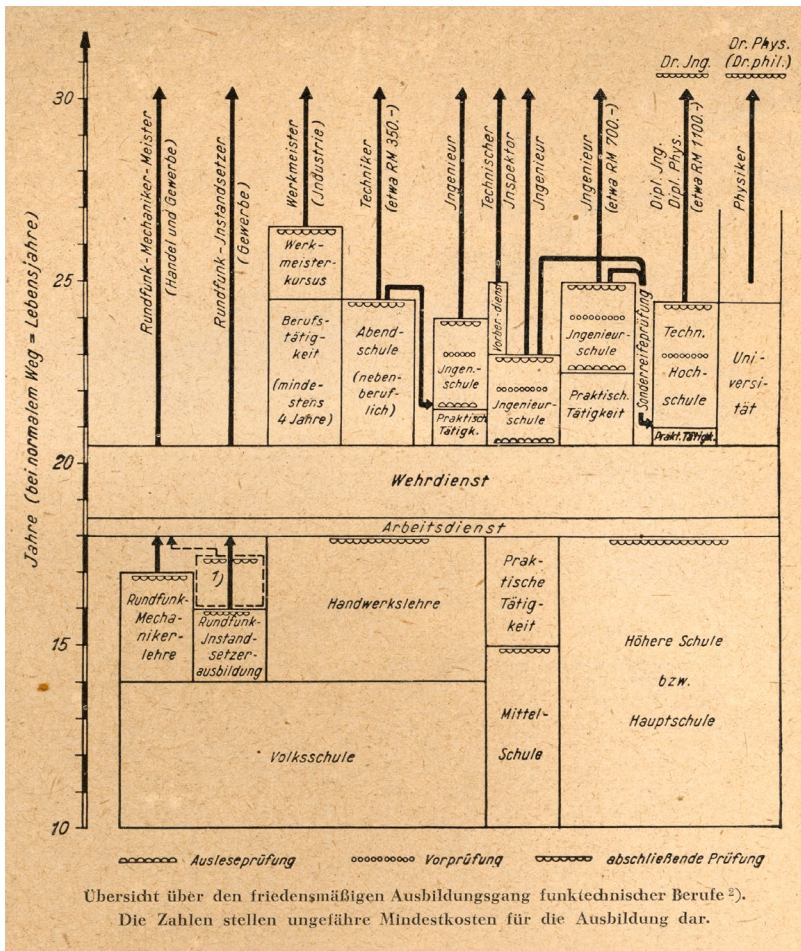 Dr. Phys.
Dr. Jng.
(Dr. phil.)
30
Rundfunk-Mechaniker-Meister
(Handel und Gewerbe)
Rundfunk-Jnstandsetzer
(Gewerbe)
Werkmeister
(Jndustrie)
Techniker
(etwa RM 350.-)
Jngenieur
Technischer
Jnspektor
Jngenieur
Jngenieur
(etwa RM 700.-)
Dipl. Jng.
Dipl. Phys.
(etwa RM 1100.-)
Physiker
Jahre (bei normalem Weg = Lebensjahre)
25
Werk-
meister-
kursus
Berufs-
tätig-
keit
(minde-
stens
4 Jahre)
Abend-
schule
(neben-
beruf-
lich)
Jngen.-
schule
Praktisch
Tätigk.
Vorber.-dienst
Jngenieur-
schule
Jngenieur-
schule
Praktisch.
Tätigkeit
Sonderreifeprüfung
Techn.
Hoch-
schule
Prakt. Tätigk.
Uni-
versi-
tät
20
Wehrdienst
Arbeitsdienst
Rundfunk-
Mecha-
niker-
lehre
1)
Rundfunk-
Jnstand-
setzer-
ausbildung
Handwerkslehre
Prak-
tische
Tätig-
keit
15
Höhere Schule
bzw.
Hauptschule
Volksschule
Mittel-
Schule
10
Ausleseprüfung
Vorprüfung
abschließende Prüfung
Übersicht über den friedensmäßigen Ausbildungsgang funktechnischer Berufe ²).
Die Zahlen stellen ungefähre Mindestkosten für die Ausbildung dar.